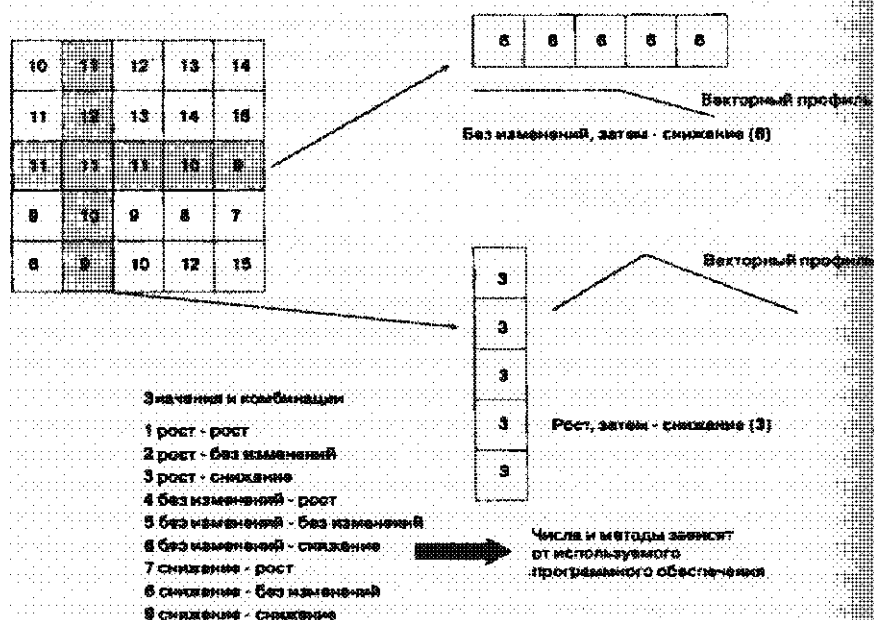 10 11 12 13 14
11 12 13 14 15
11 11 11 10 9
9 10 9 8 7
8 9 10 12 15
6 6 6 6 6
Векторный профиль
Без изменений, затем - снижение (6)
3
3
3
3
3
Векторный профиль
Рост, затем - снижение (3)
Значения и комбинации
1 рост - рост
2 рост - без изменений
3 рост - снижение
4 без изменений - рост
5 без изменений - без изменений
6 без изменений - снижение
7 снижение - рост
8 снижение - без изменений
9 снижение - снижение
Числа и методы зависят
от используемого
программного обеспечения